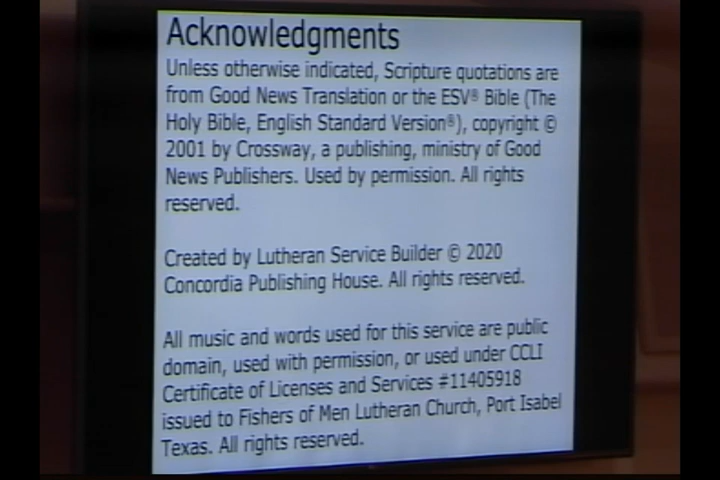 Acknowledgments
Unless otherwise indicated, Scripture quotations are
from Good News Translation or the ESV® Bible (The
Holy Bible, English Standard Version®), copyright ©
2001 by Crossway, a publishing, ministry of Good
News Publishers. Used by permission. All rights
reserved.
Created by Lutheran Service Builder © 2020
Concordia Publishing House. All rights reserved.
All music and words used for this service are public
domain, used with permission, or used under CCLI
Certificate of Licenses and Services #11405918
issued to Fishers of Men Lutheran Church, Port Isabel
Texas. All rights reserved.